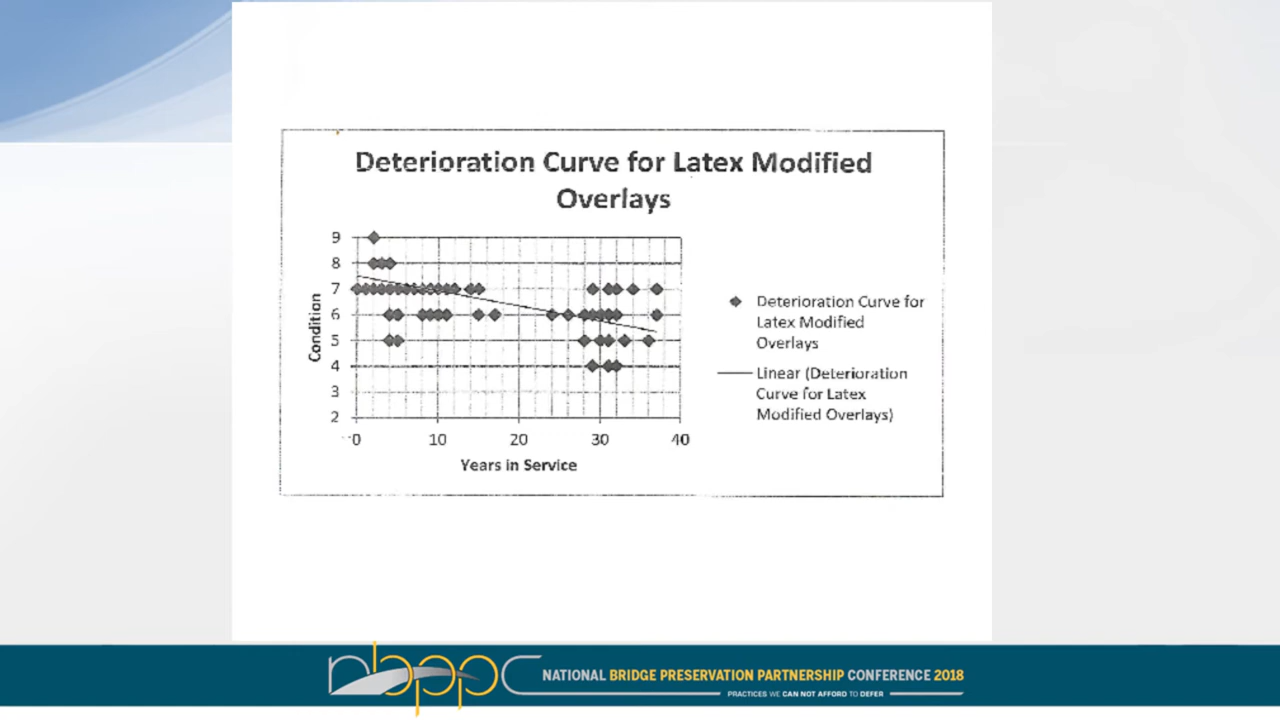 Deterioration Curve for Latex Modified
Overlays
9
8
7
6
5
4
3
2
Condition
0
10
20
30
40
Years in Service
Deterioration Curve for
Latex Modified
Overlays
Linear (Deterioration
Curve for Latex
Modified Overlays)
nbppc
NATIONAL BRIDGE PRESERVATION PARTNERSHIP CONFERENCE 2018
PRACTICES WE CAN NOT AFFORD TO DEFER